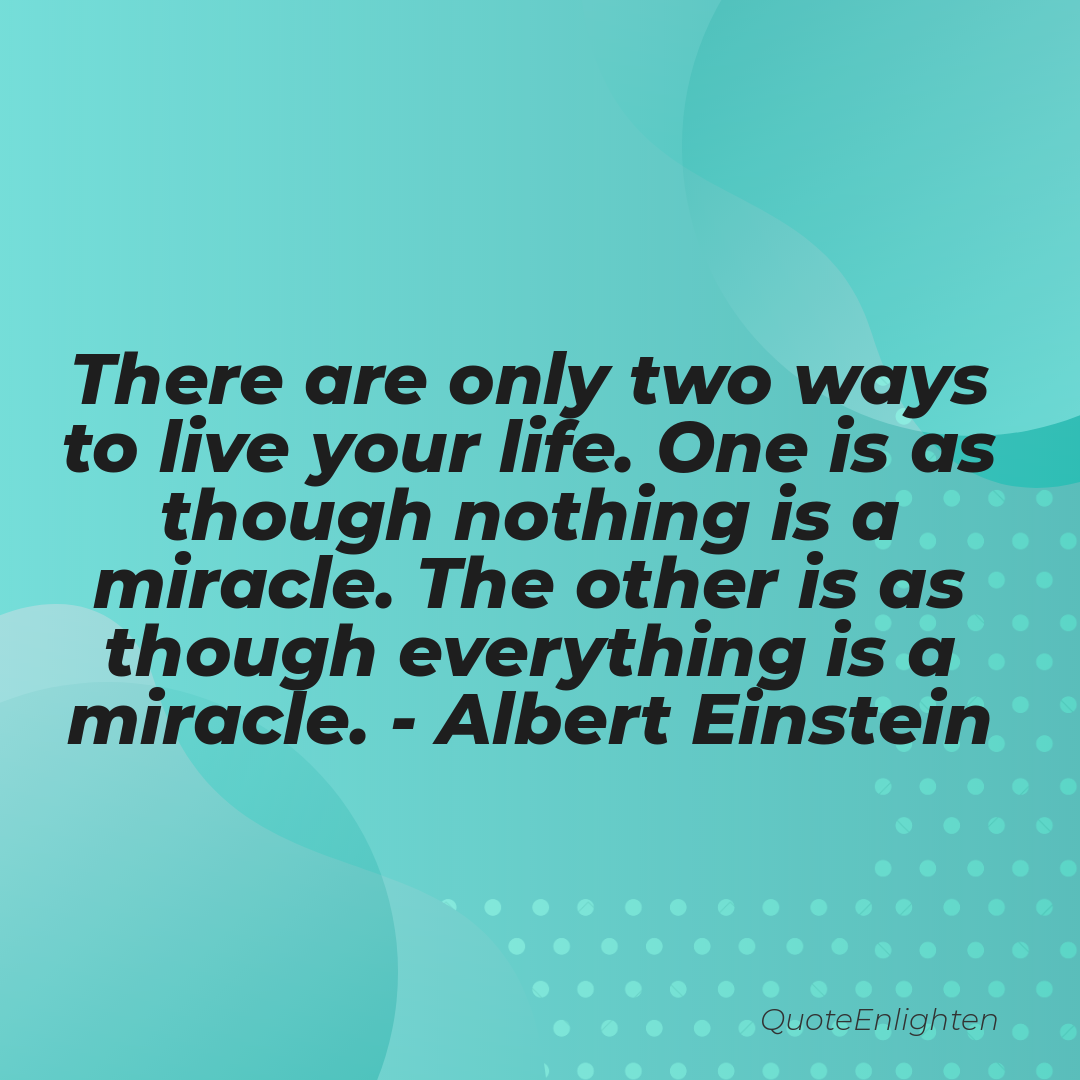 There are only two ways
to live your life. One is as
though nothing is a
miracle. The other is as
though everything is a
miracle. - Albert Einstein
QuoteEnlighten